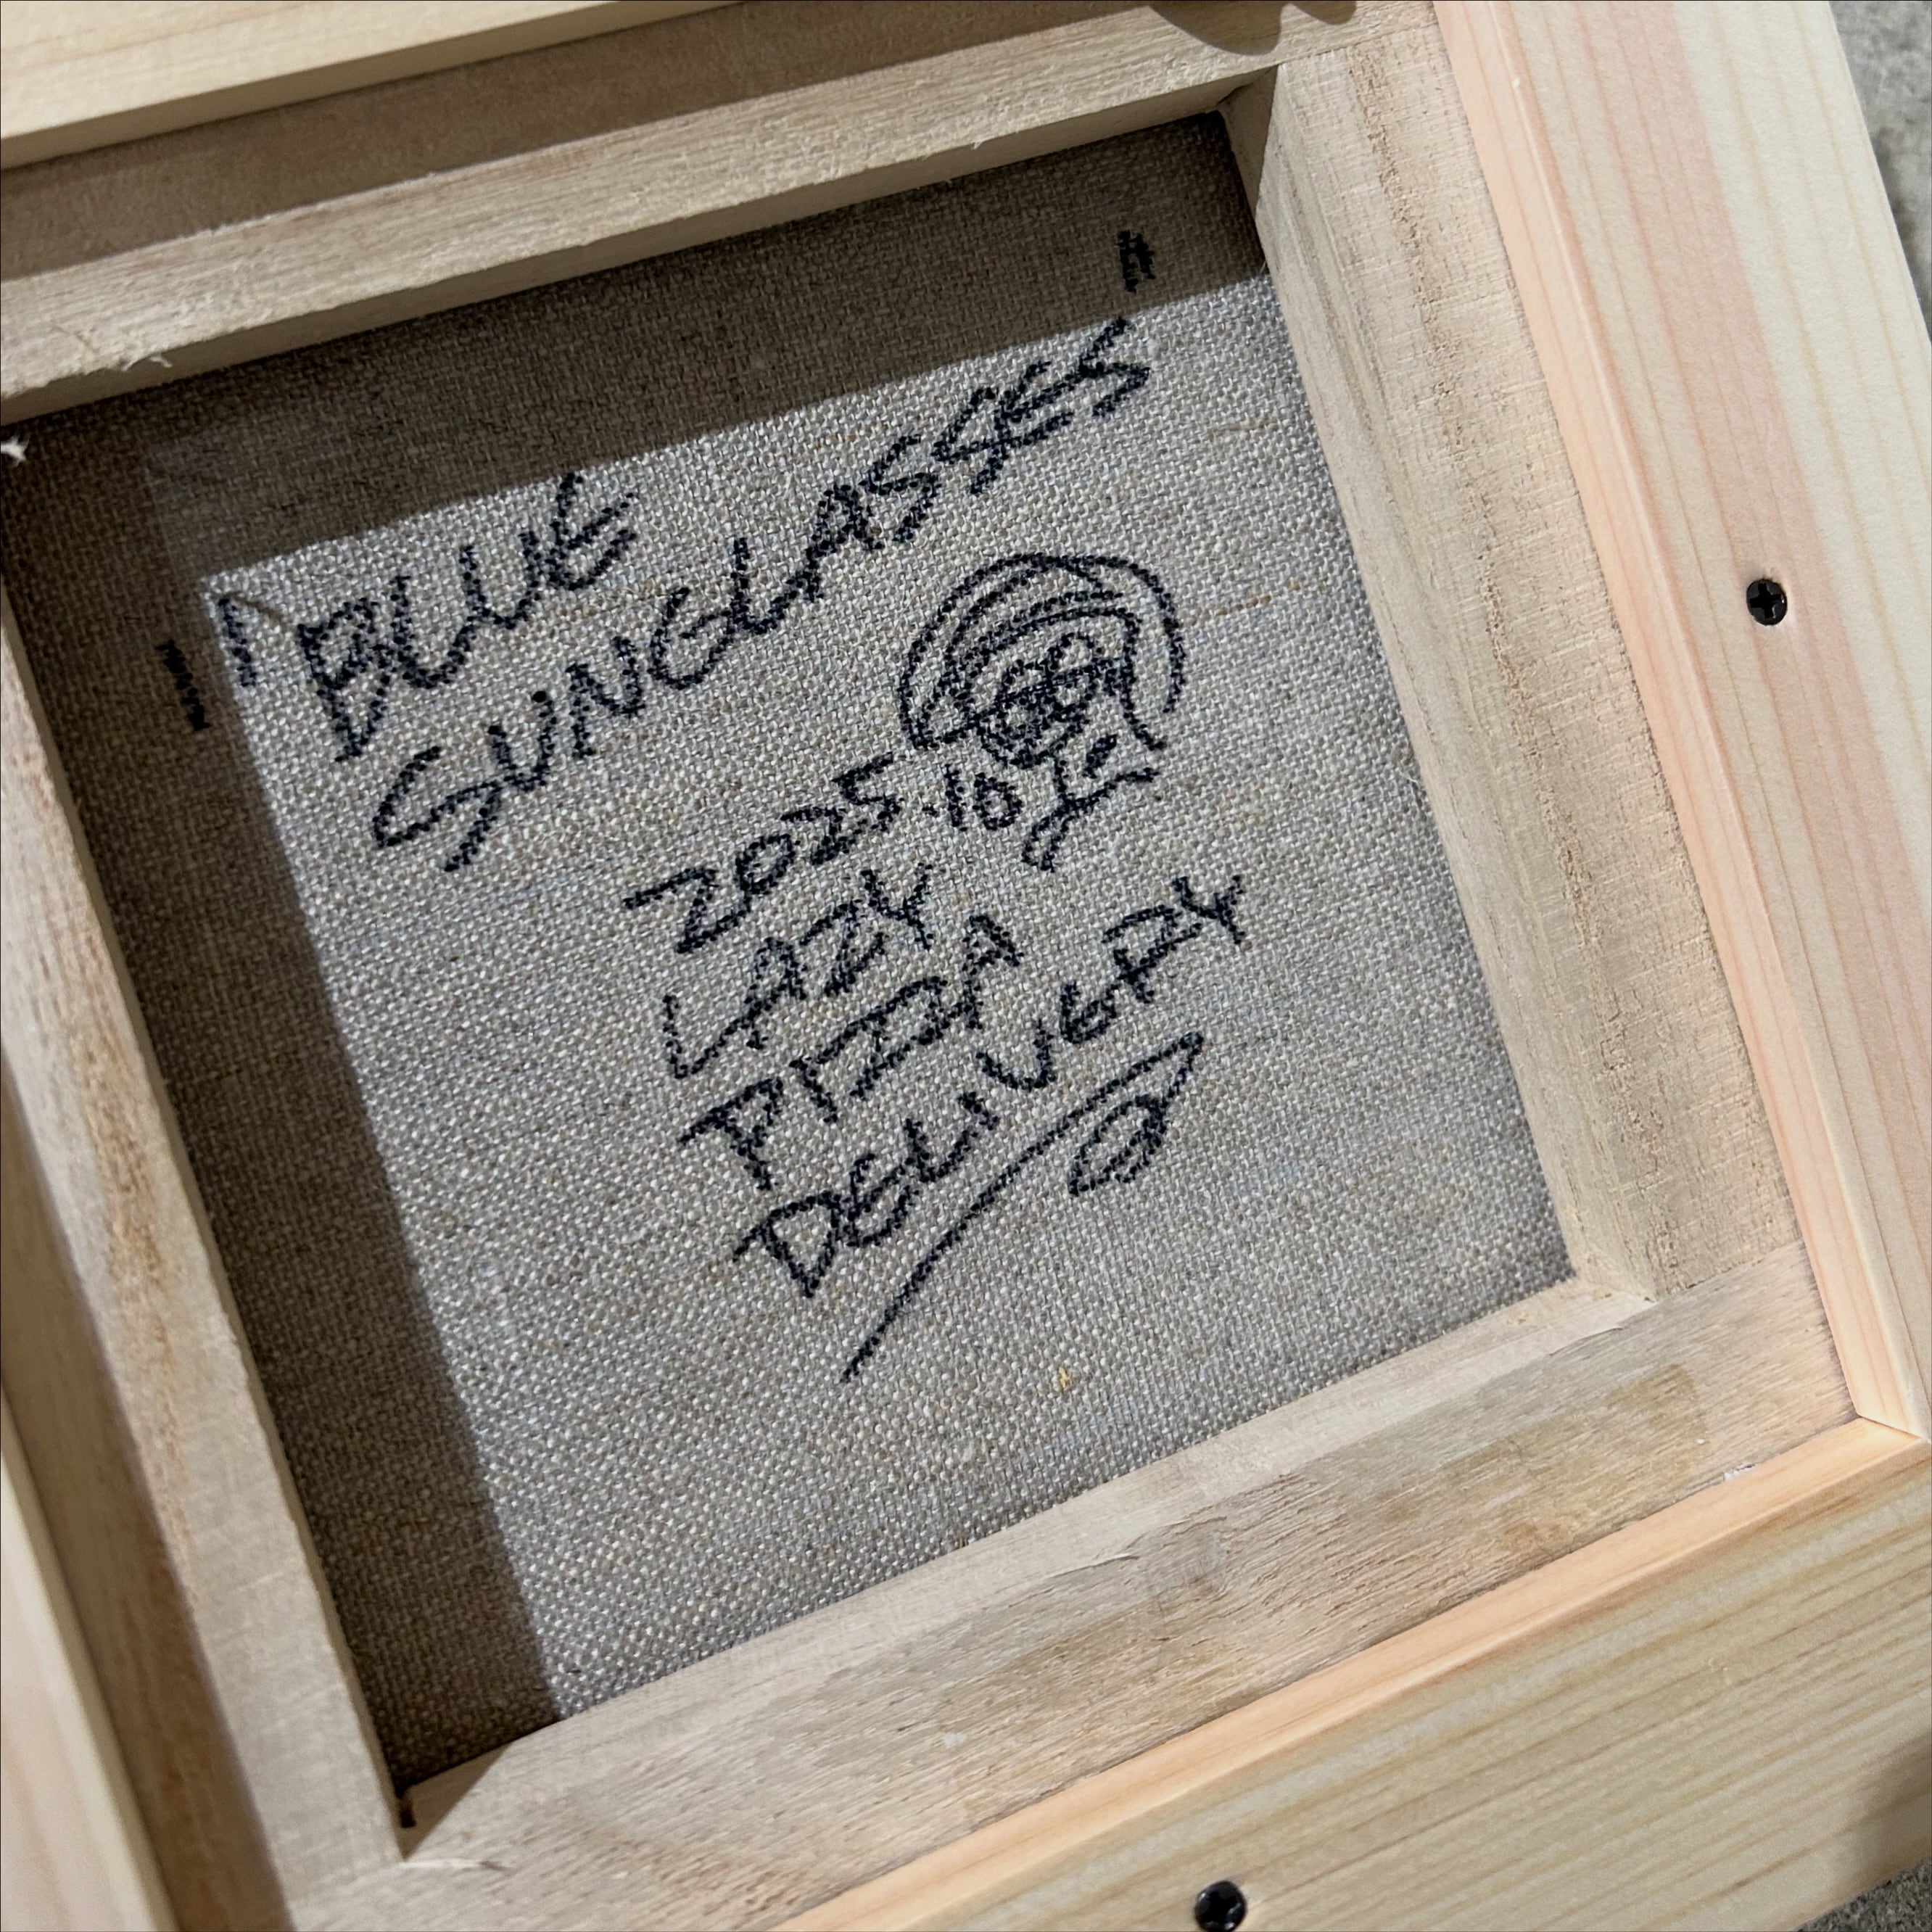 "BLUE
SUNGLASSES"
2025.10
LAZY
PIZZA
DELIVERY